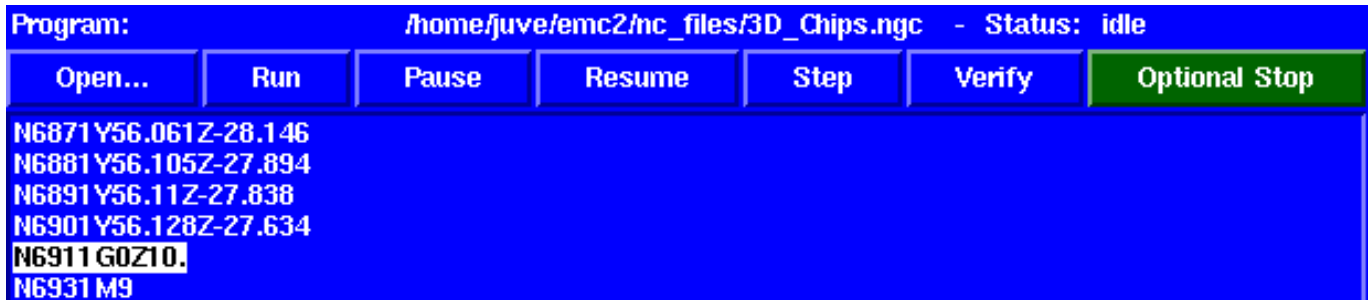 Program: /home/juve/emc2/nc_files/3D_Chips.ngc - Status: idle
Open... Run Pause Resume Step Verify Optional Stop
N6871Y56.061Z-28.146
N6881Y56.105Z-27.894
N6891Y56.11Z-27.838
N6901Y56.128Z-27.634
N6911G0Z10.
N6931M9